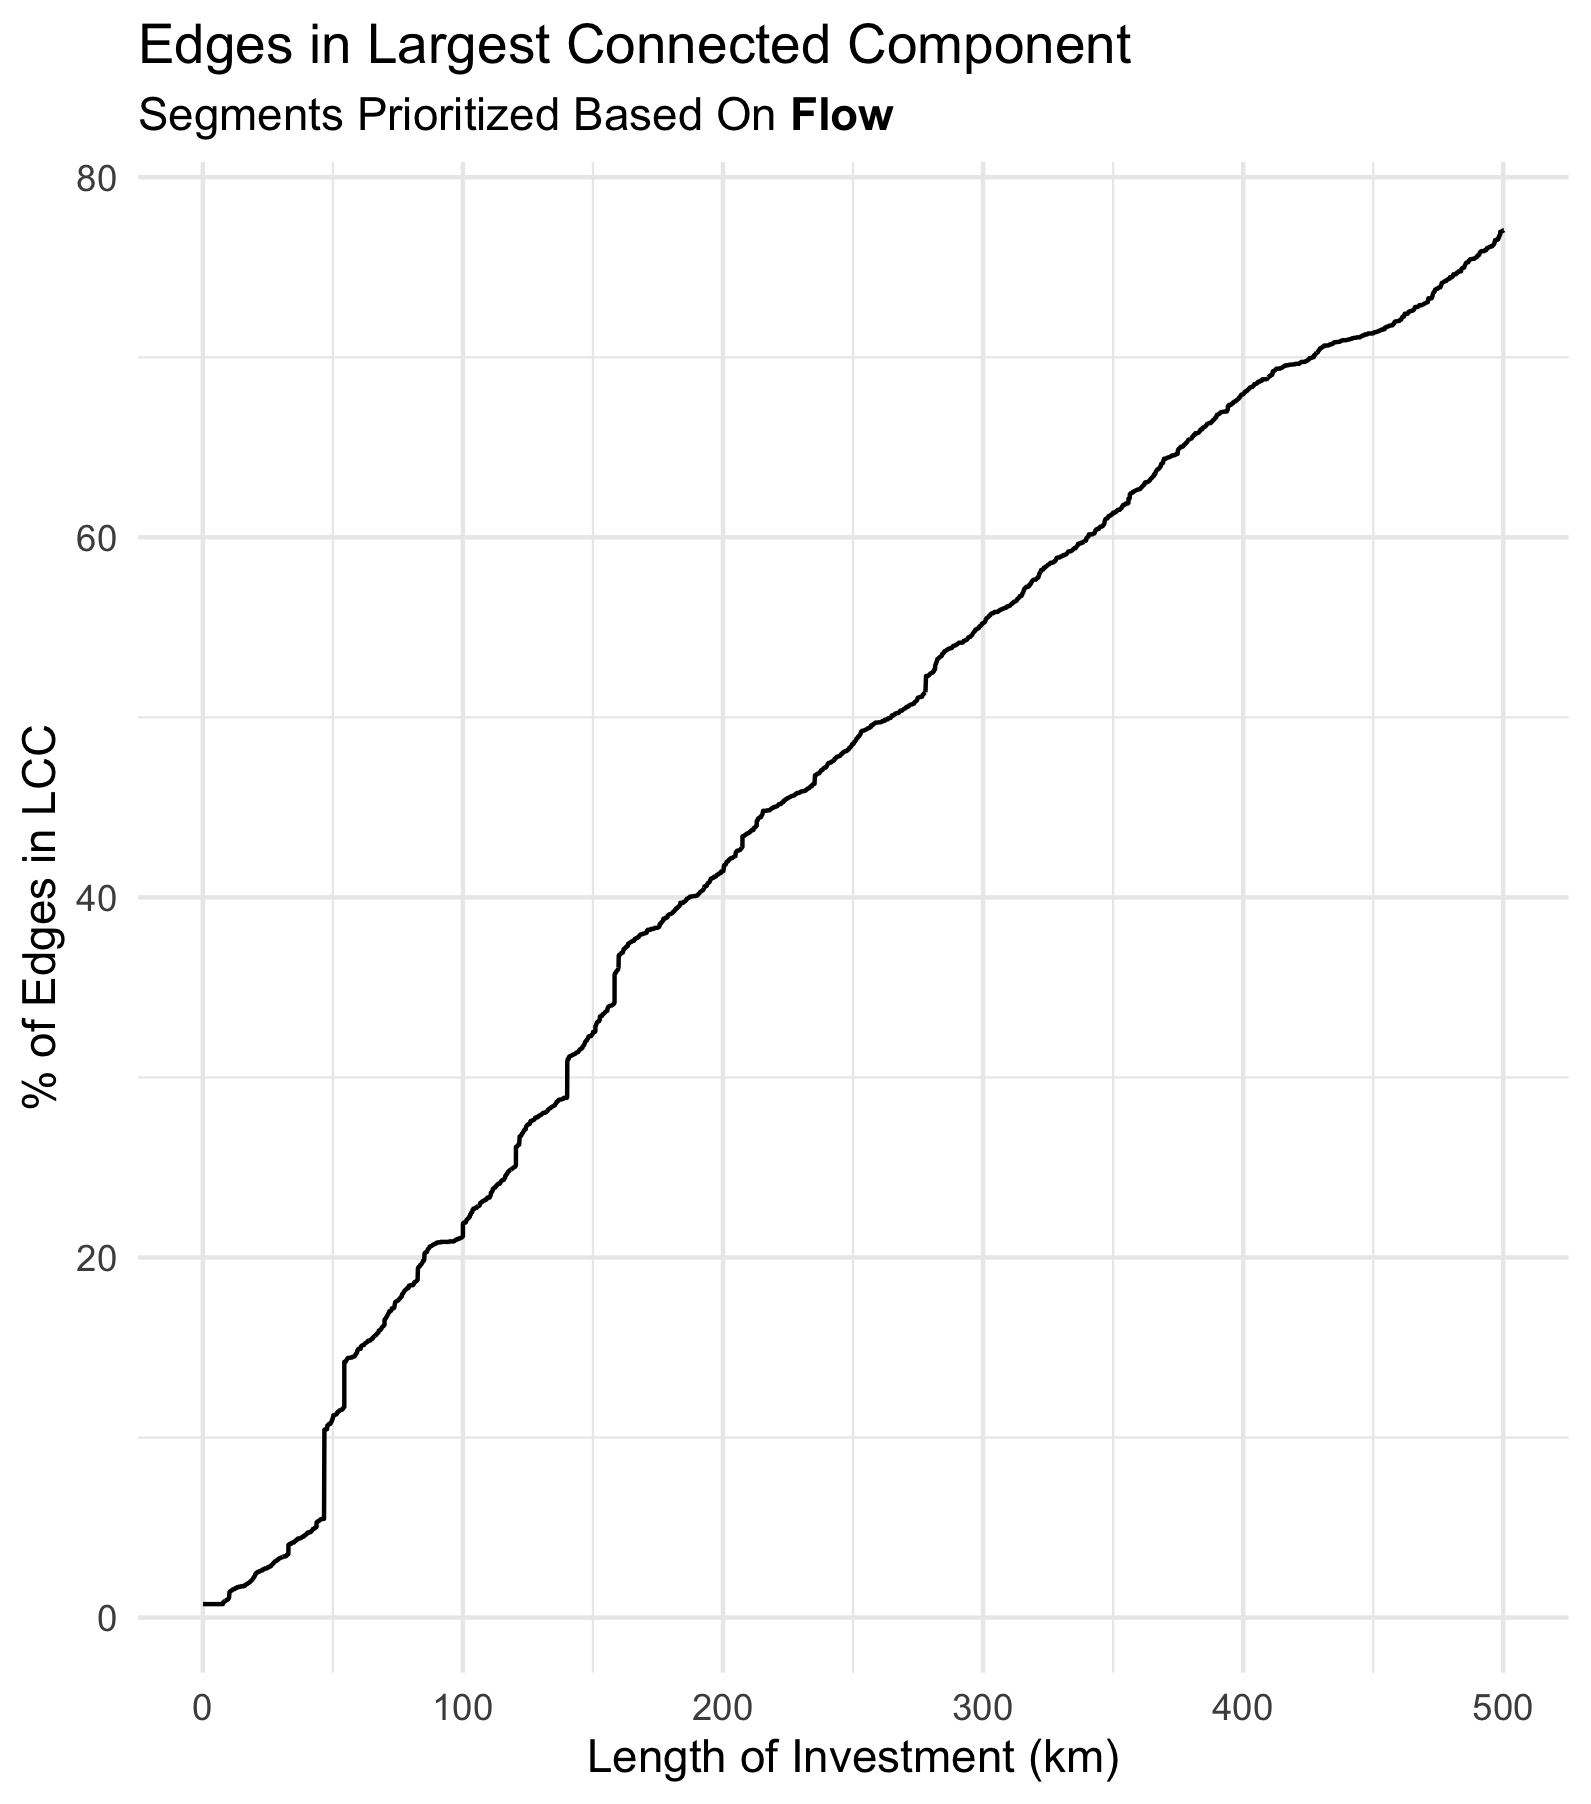 Edges in Largest Connected Component
Segments Prioritized Based On Flow
80
60
40
20
0
% of Edges in LCC
0 100 200 300 400 500
Length of Investment (km)